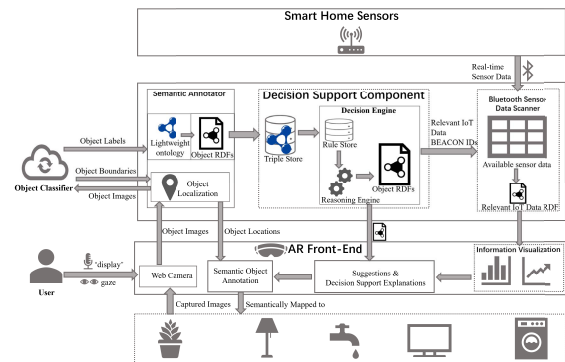 Smart Home Sensors
Real-time
Sensor Data
Semantic Annotator
Decision Support Component
Decision Engine
Bluetooth Sensor
Data Scanner
Object Labels
Lightweight
ontology
Object RDFs
Triple Store
Rule Store
Object RDFs
Reasoning Engine
Relevant IoT
Data
BEACON IDs
Available sensor data
Object Boundaries
Object Classifier
Object Images
Object
Localization
Relevant IoT Data RDF
Object Images
Object Locations
AR Front-End
Information Visualization
"display"
gaze
User
Web Camera
Semantic Object
Annotation
Suggestions &
Decision Support Explanations
Captured Images
Semantically Mapped to